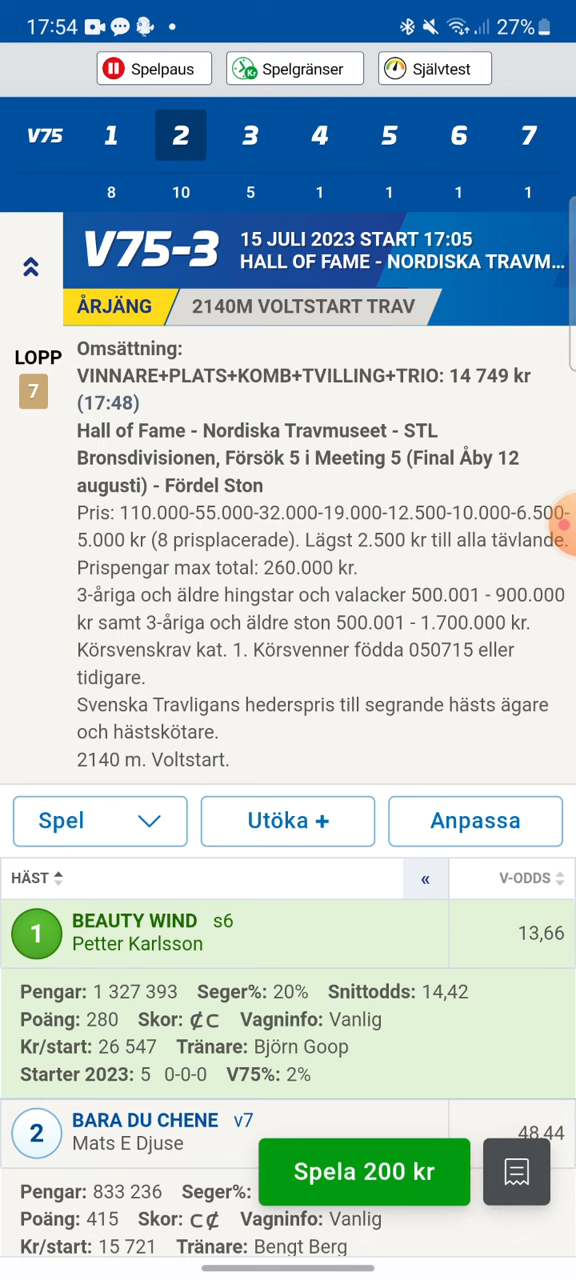 17:54 27%
Spelpaus Spelgränser Självtest
V75 1 2 3 4 5 6 7
8 10 5 1 1 1 1
V75-3 15 JULI 2023 START 17:05
HALL OF FAME - NORDISKA TRAVM...
ÅRJÄNG 2140M VOLTSTART TRAV
LOPP
7
Omsättning:
VINNARE+PLATS+KOMB+TVILLING+TRIO: 14 749 kr
(17:48)
Hall of Fame - Nordiska Travmuseet - STL
Bronsdivisionen, Försök 5 i Meeting 5 (Final Åby 12
augusti) - Fördel Ston
Pris: 110.000-55.000-32.000-19.000-12.500-10.000-6.500-
5.000 kr (8 prisplacerade). Lägst 2.500 kr till alla tävlande.
Prispengar max total: 260.000 kr.
3-åriga och äldre hingstar och valacker 500.001 - 900.000
kr samt 3-åriga och äldre ston 500.001 - 1.700.000 kr.
Körsvenskrav kat. 1. Körsvenner födda 050715 eller
tidigare.
Svenska Travligans hederspris till segrande hästs ägare
och hästskötare.
2140 m. Voltstart.
Spel Utöka + Anpassa
HÄST « V-ODDS
1 BEAUTY WIND s6 13,66
Petter Karlsson
Pengar: 1 327 393 Seger%: 20% Snittodds: 14,42
Poäng: 280 Skor: ₵C Vagninfo: Vanlig
Kr/start: 26 547 Tränare: Björn Goop
Starter 2023: 5 0-0-0 V75%: 2%
2 BARA DU CHENE v7 48,44
Mats E Djuse
Spela 200 kr
Pengar: 833 236 Seger%:
Poäng: 415 Skor: C₵ Vagninfo: Vanlig
Kr/start: 15 721 Tränare: Bengt Berg